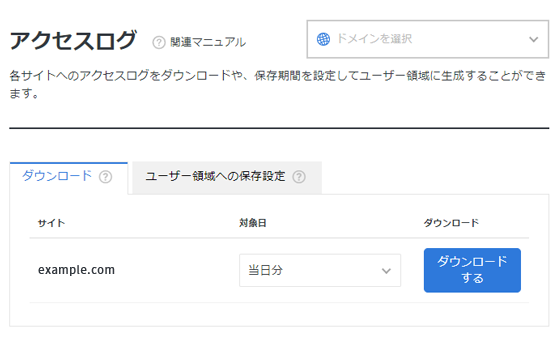 アクセスログ
? 関連マニュアル
ドメインを選択
各サイトへのアクセスログをダウンロードや、保存期間を設定してユーザー領域に生成することができ
ます。
ダウンロード ?
ユーザー領域への保存設定 ?
サイト
対象日
ダウンロード
example.com
当日分
ダウンロード
する